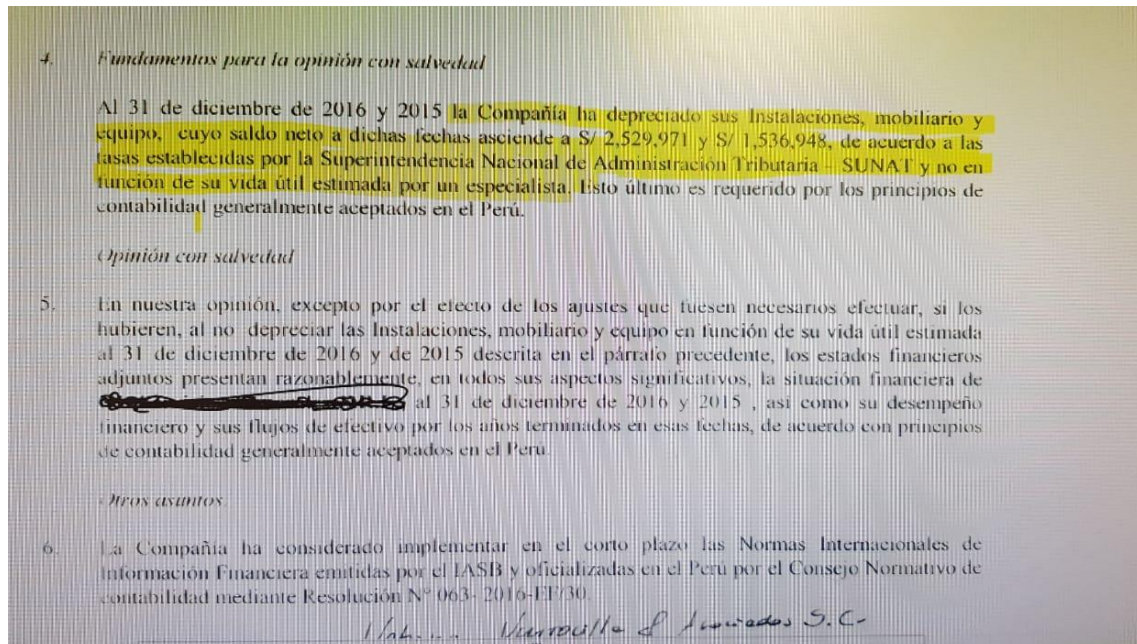 4. Fundamentos para la opinión con salvedad
Al 31 de diciembre de 2016 y 2015 la Compañía ha depreciado sus Instalaciones, mobiliario y
equipo, cuyo saldo neto a dichas fechas asciende a S/ 2,529,971 y S/ 1,536,948, de acuerdo a las
tasas establecidas por la Superintendencia Nacional de Administración Tributaria – SUNAT y no en
función de su vida útil estimada por un especialista. Esto último es requerido por los principios de
contabilidad generalmente aceptados en el Perú.
Opinión con salvedad
5. En nuestra opinión, excepto por el efecto de los ajustes que fuesen necesarios efectuar, si los
hubieren, al no depreciar las Instalaciones, mobiliario y equipo en función de su vida útil estimada
al 31 de diciembre de 2016 y de 2015 descrita en el párrafo precedente, los estados financieros
adjuntos presentan razonablemente, en todos sus aspectos significativos, la situación financiera de
al 31 de diciembre de 2016 y 2015 , así como su desempeño
financiero y sus flujos de efectivo por los años terminados en esas fechas, de acuerdo con principios
de contabilidad generalmente aceptados en el Perú.
Otros asuntos
6. La Compañía ha considerado implementar en el corto plazo las Normas Internacionales de
Información Financiera emitidas por el IASB y oficializadas en el Perú por el Consejo Normativo de
contabilidad mediante Resolución N° 063- 2016-EF/30.
& Asociados S.C.